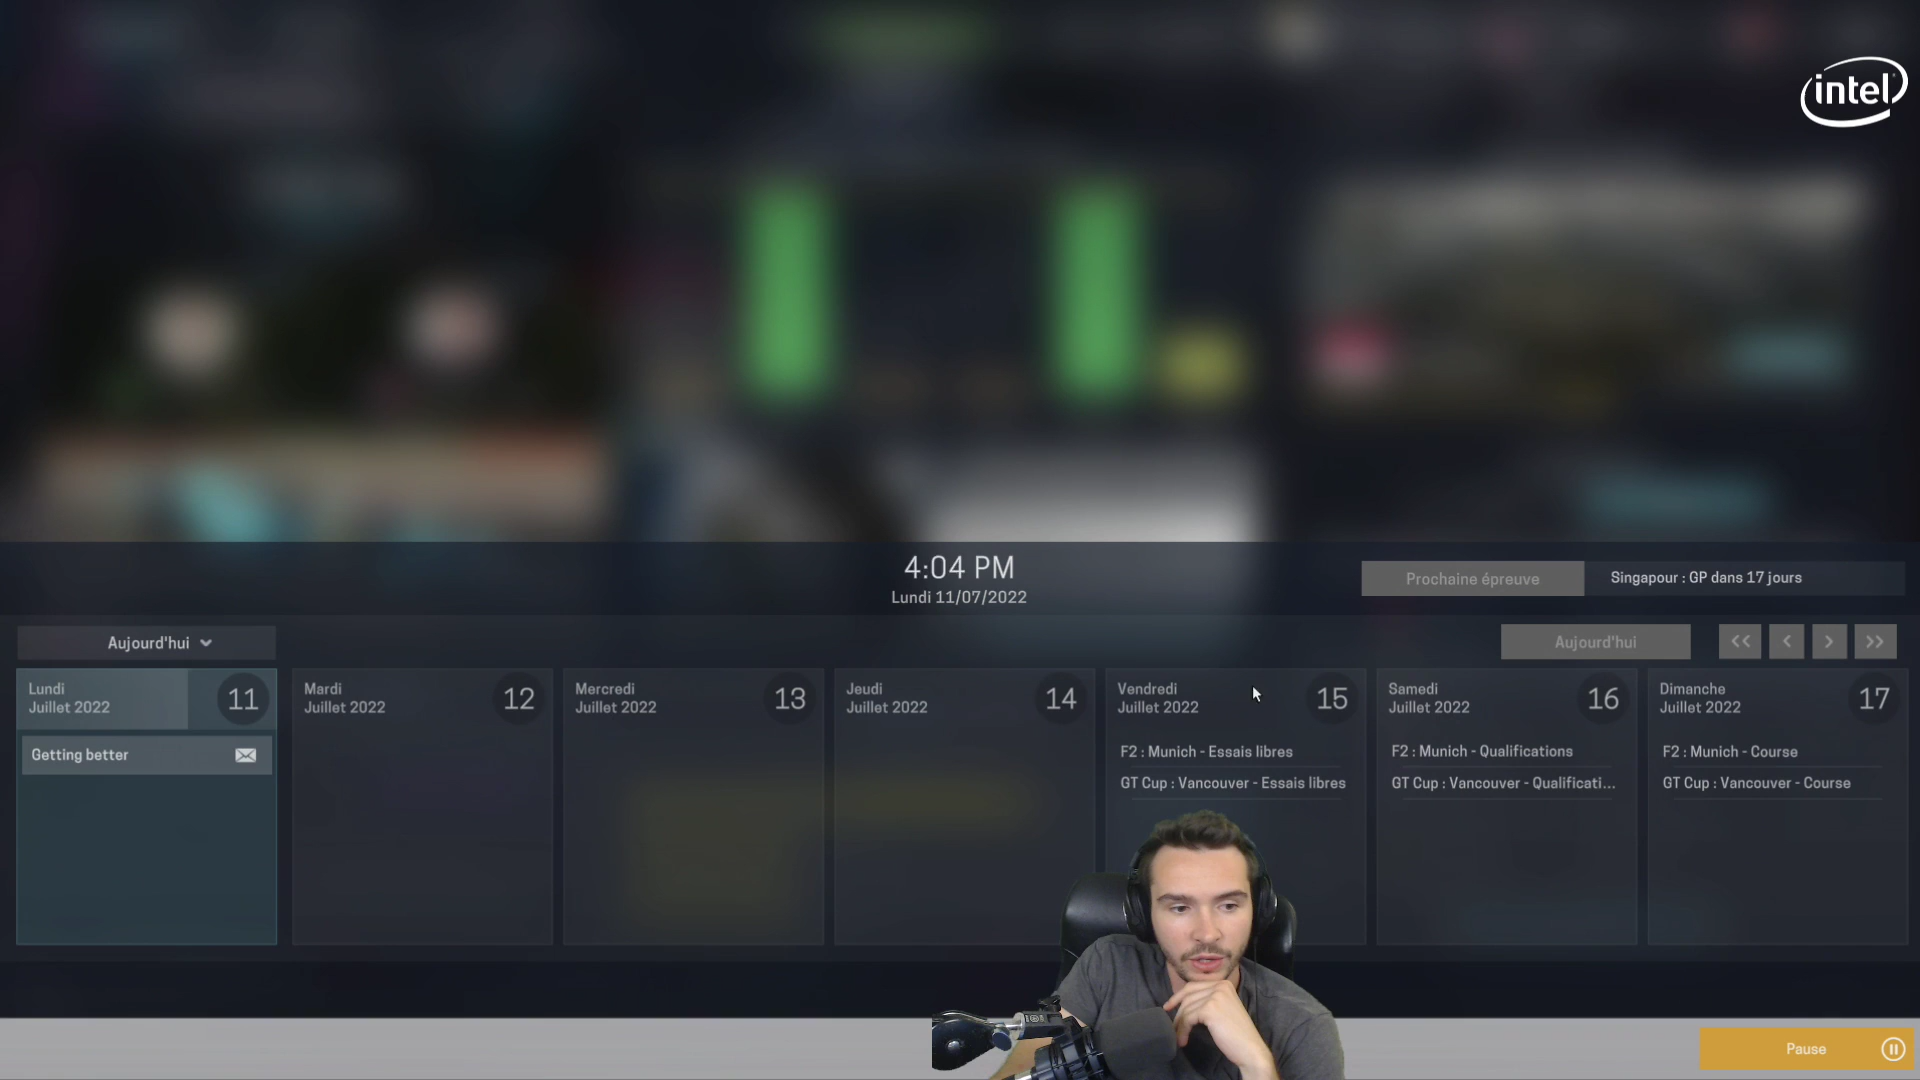 intel
4:04 PM
Lundi 11/07/2022
Prochaine épreuve
Singapour : GP dans 17 jours
Aujourd'hui
Aujourd'hui
<<
<
>
>>
Lundi
Juillet 2022
11
Mardi
Juillet 2022
12
Mercredi
Juillet 2022
13
Jeudi
Juillet 2022
14
Vendredi
Juillet 2022
15
Samedi
Juillet 2022
16
Dimanche
Juillet 2022
17
Getting better
F2 : Munich - Essais libres
GT Cup : Vancouver - Essais libres
F2 : Munich - Qualifications
GT Cup : Vancouver - Qualificati...
F2 : Munich - Course
GT Cup : Vancouver - Course
Pause